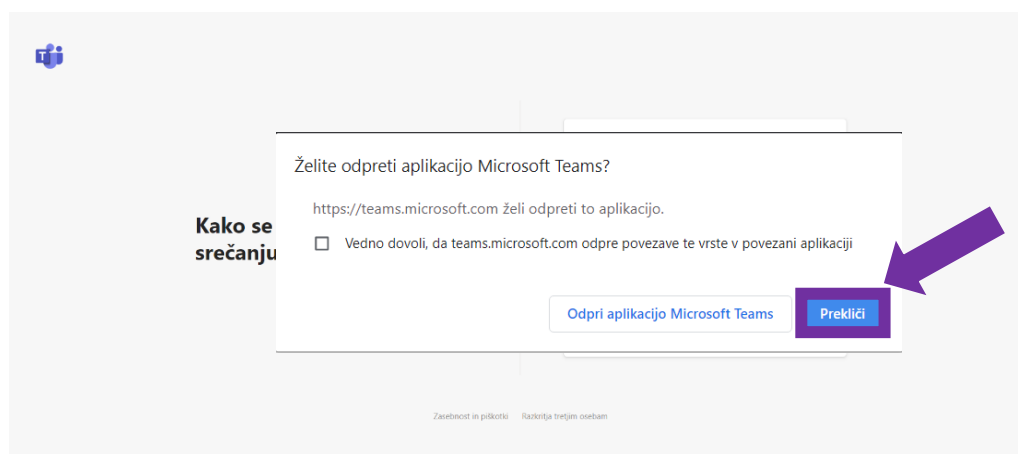 T
Želite odpreti aplikacijo Microsoft Teams?
https://teams.microsoft.com želi odpreti to aplikacijo.
Kako se
srečanju
Vedno dovoli, da teams.microsoft.com odpre povezave te vrste v povezani aplikaciji
Odpri aplikacijo Microsoft Teams
Prekliči
Zasebnost in piškotki
Razkritja tretjim osebam